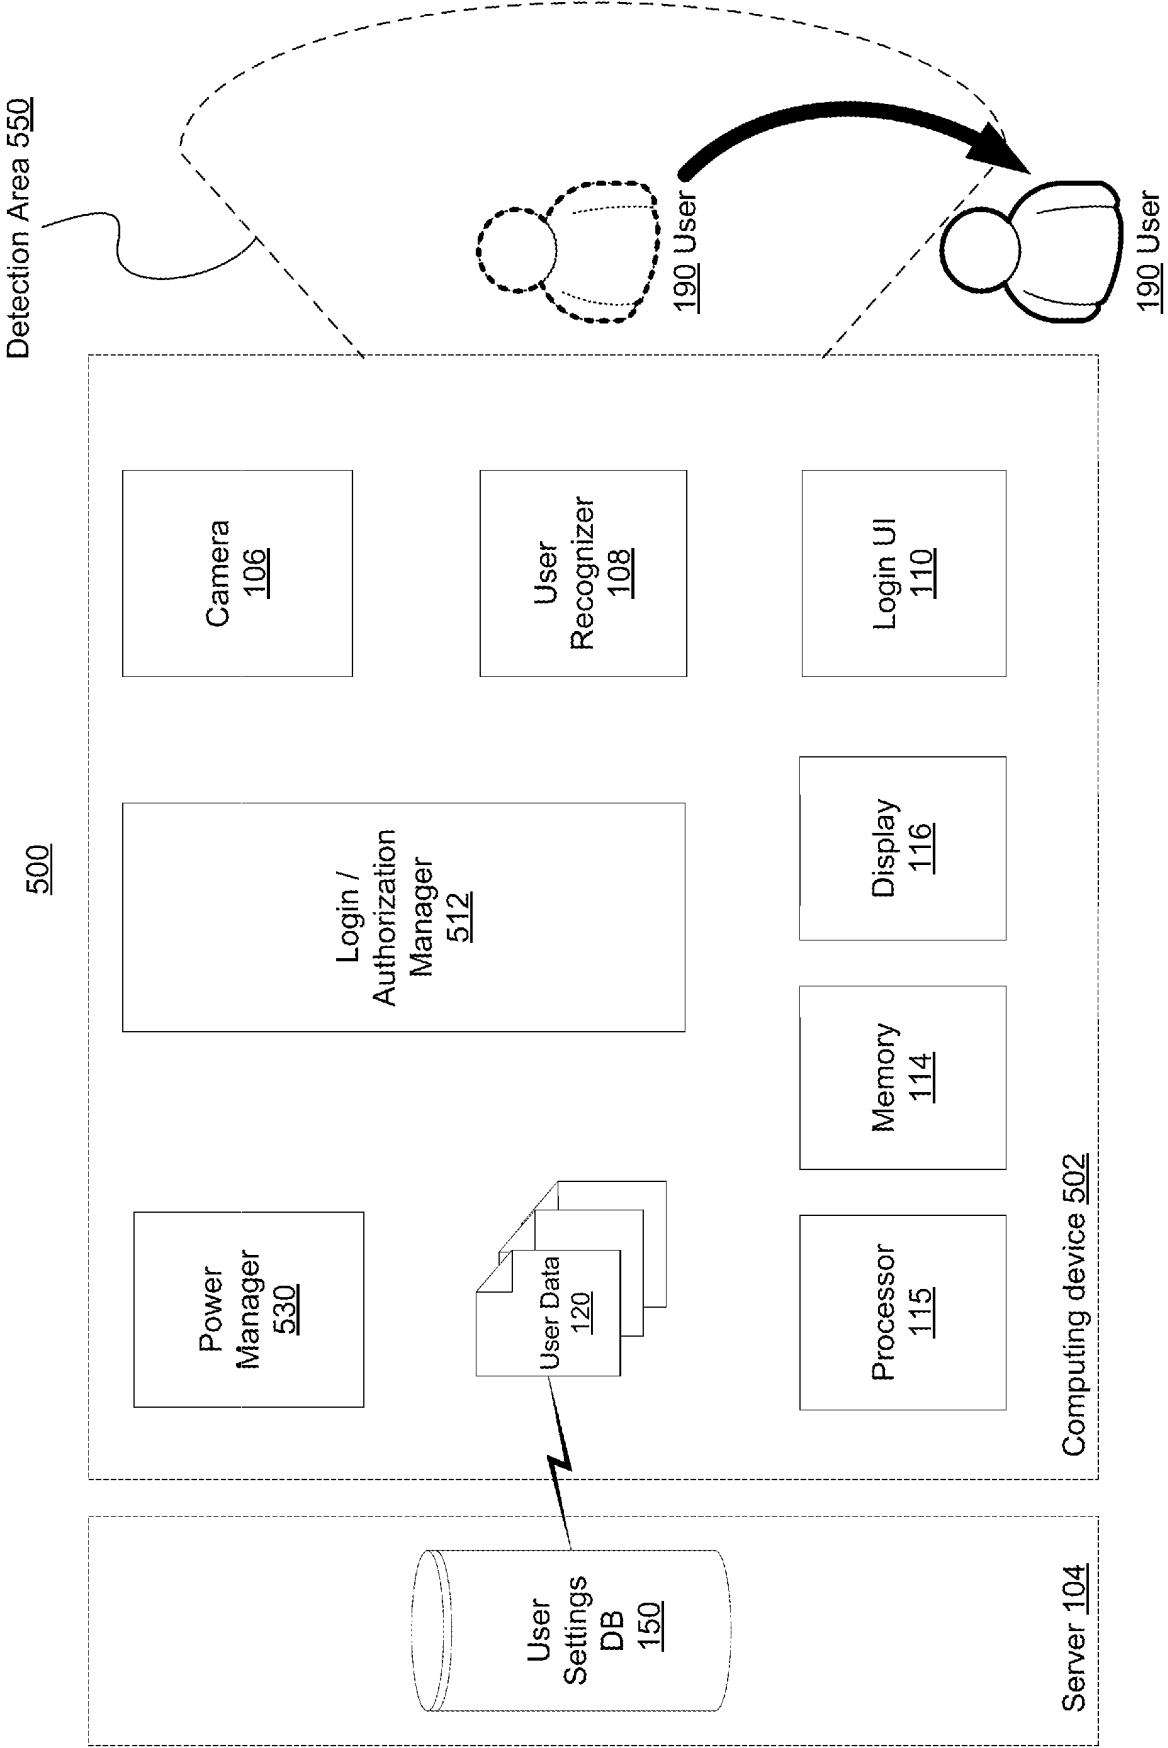 500
Detection Area 550
Server 104
User
Settings
DB
150
Computing device 502
Power
Manager
530
Login /
Authorization
Manager
512
Camera
106
User Data
120
User
Recognizer
108
Processor
115
Memory
114
Display
116
Login UI
110
190 User
190 User